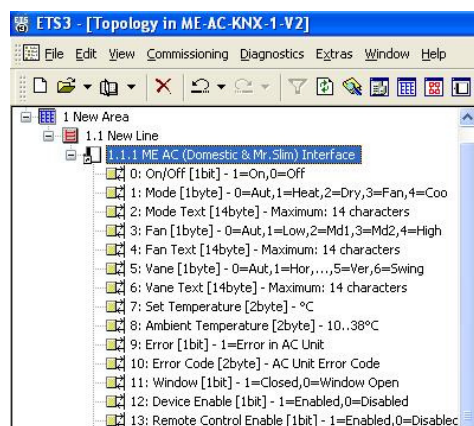 ETS3 - [Topology in ME-AC-KNX-1-V2]
File Edit View Commissioning Diagnostics Extras Window Help
1 New Area
1.1 New Line
1.1.1 ME AC (Domestic & Mr.Slim) Interface
0: On/Off [1bit] - 1=On,0=Off
1: Mode [1byte] - 0=Aut,1=Heat,2=Dry,3=Fan,4=Coo
2: Mode Text [14byte] - Maximum: 14 characters
3: Fan [1byte] - 0=Aut,1=Low,2=Md1,3=Md2,4=High
4: Fan Text [14byte] - Maximum: 14 characters
5: Vane [1byte] - 0=Aut,1=Hor,...,5=Ver,6=Swing
6: Vane Text [14byte] - Maximum: 14 characters
7: Set Temperature [2byte] - °C
8: Ambient Temperature [2byte] - 10..38°C
9: Error [1bit] - 1=Error in AC Unit
10: Error Code [2byte] - AC Unit Error Code
11: Window [1bit] - 1=Closed,0=Window Open
12: Device Enable [1bit] - 1=Enabled,0=Disabled
13: Remote Control Enable [1bit] - 1=Enabled,0=Disablec